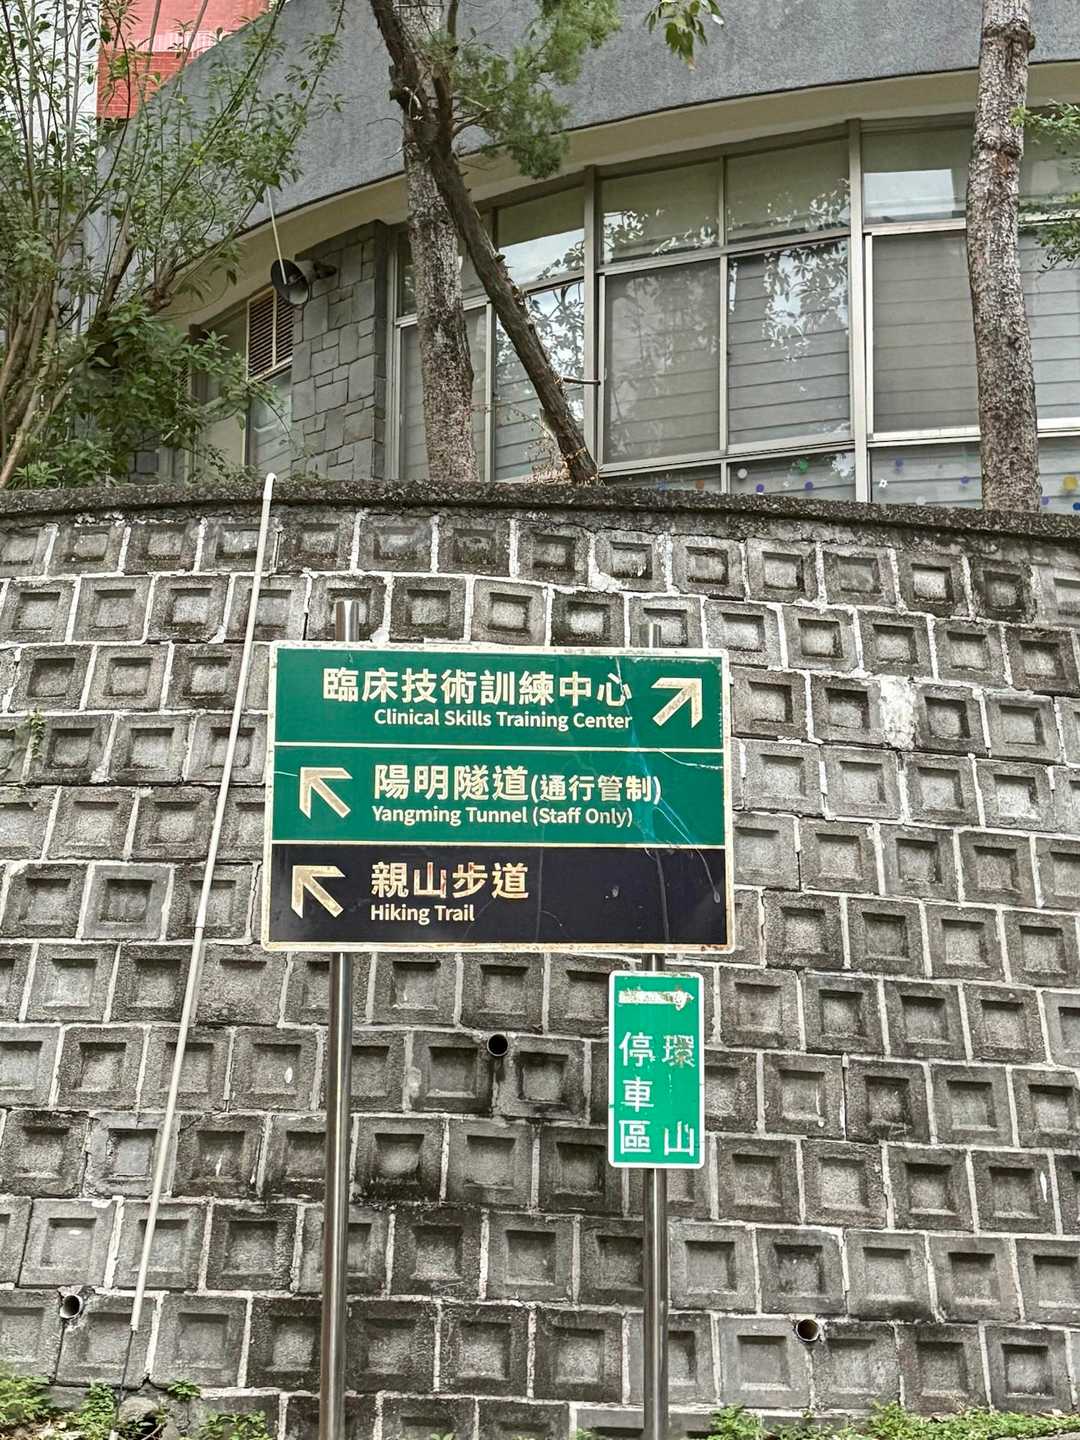 臨床技術訓練中心
Clinical Skills Training Center
陽明隧道(通行管制)
Yangming Tunnel (Staff Only)
親山步道
Hiking Trail
環山
停車區